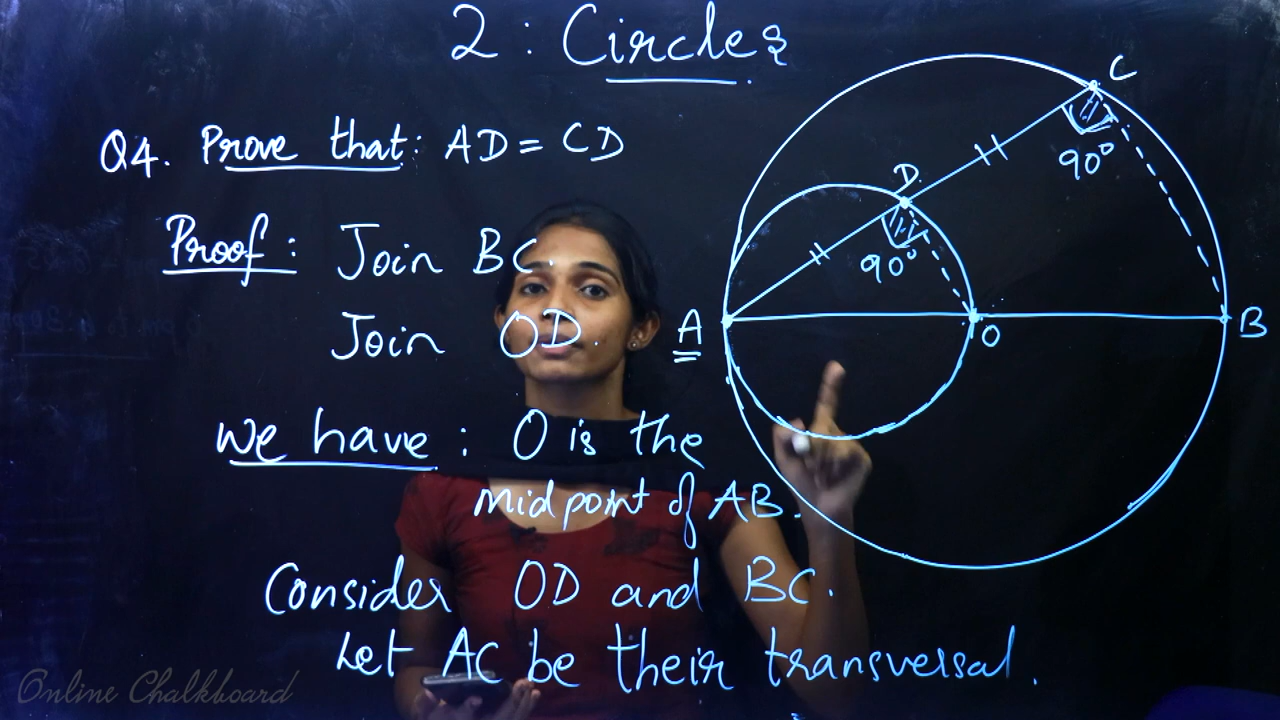 2 : Circles
Q4. Prove that: AD = CD
Proof : Join BC.
Join OD.
We have : O is the
midpoint of AB.
Consider OD and BC.
Let AC be their transversal.
C
90°
D
90°
A
O
B
Online Chalkboard